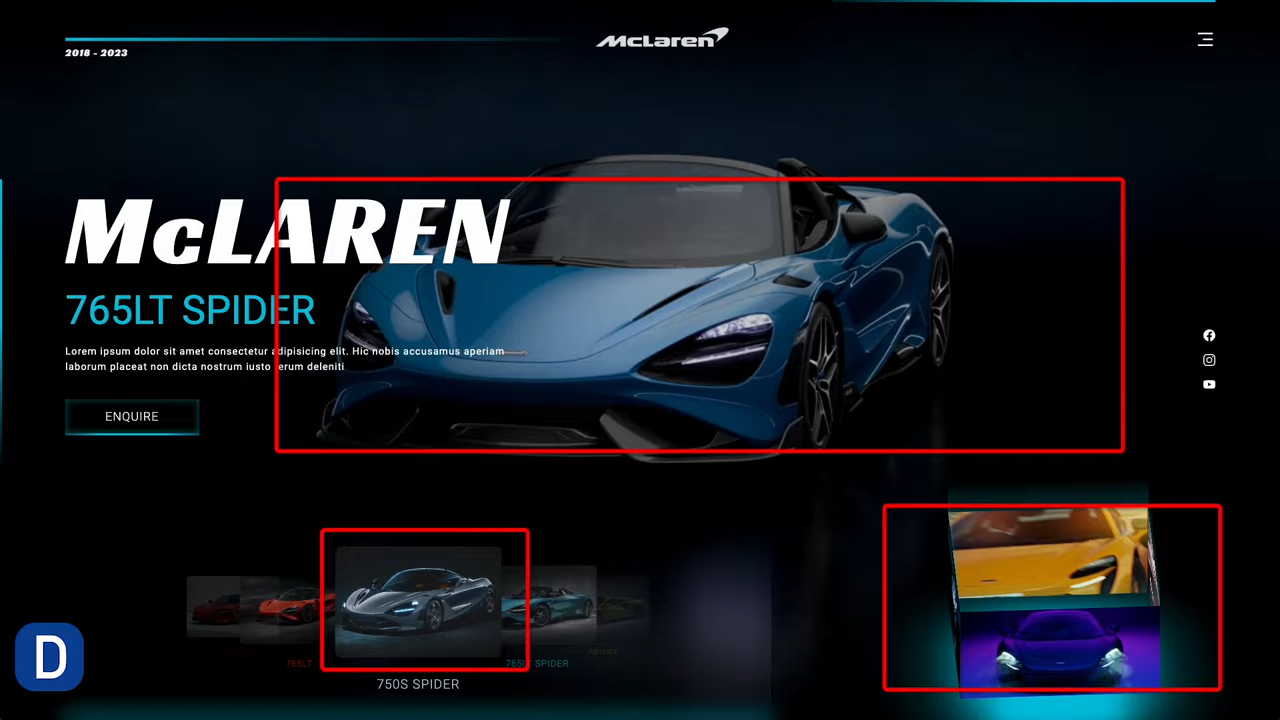 2018 - 2023
McLaren
McLAREN
765LT SPIDER
Lorem ipsum dolor sit amet consectetur adipisicing elit. Hic nobis accusamus aperiam
laborum placeat non dicta nostrum iusto rerum deleniti
ENQUIRE
765LT
765LT SPIDER
750S SPIDER
D